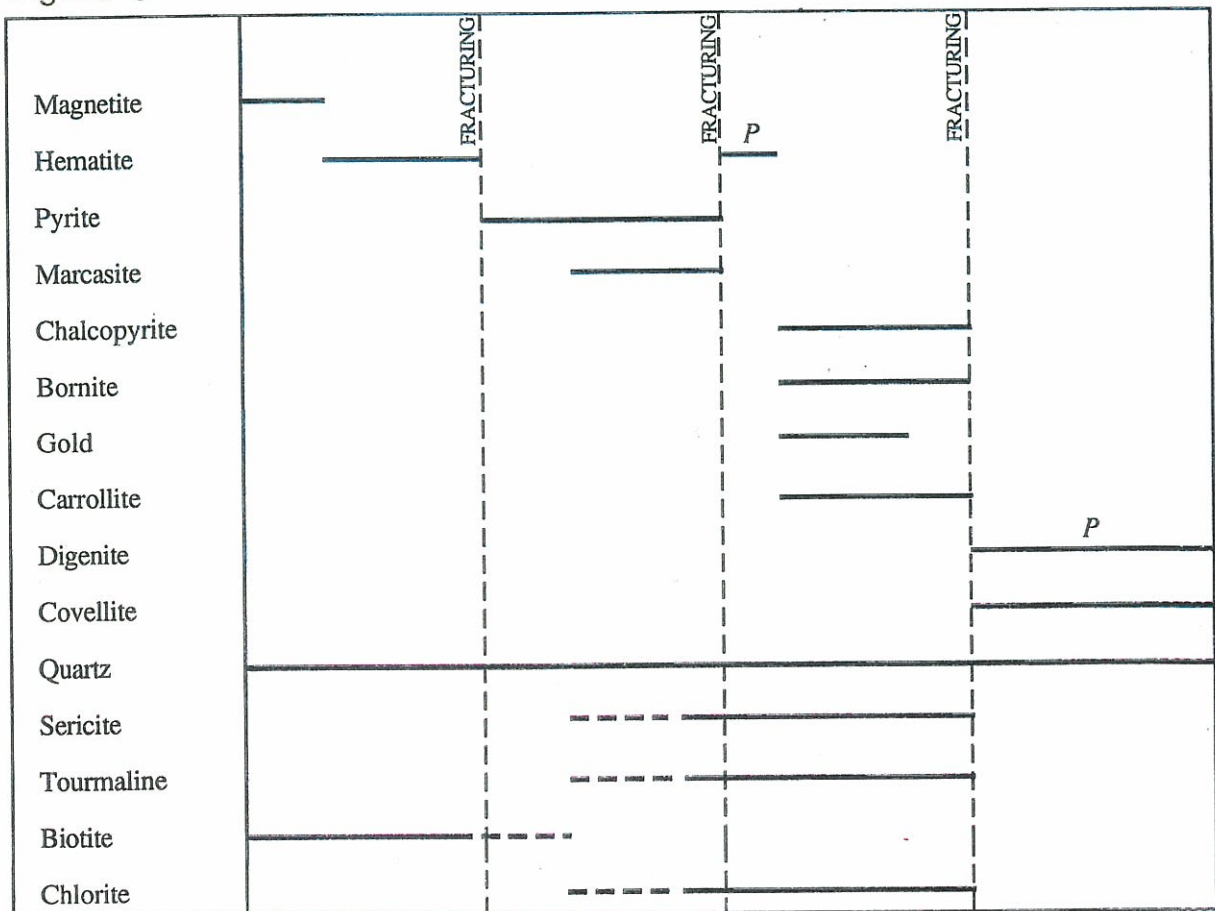 FRACTURING
FRACTURING
FRACTURING
Magnetite
P
Hematite
Pyrite
Marcasite
Chalcopyrite
Bornite
Gold
Carrollite
P
Digenite
Covellite
Quartz
Sericite
Tourmaline
Biotite
Chlorite